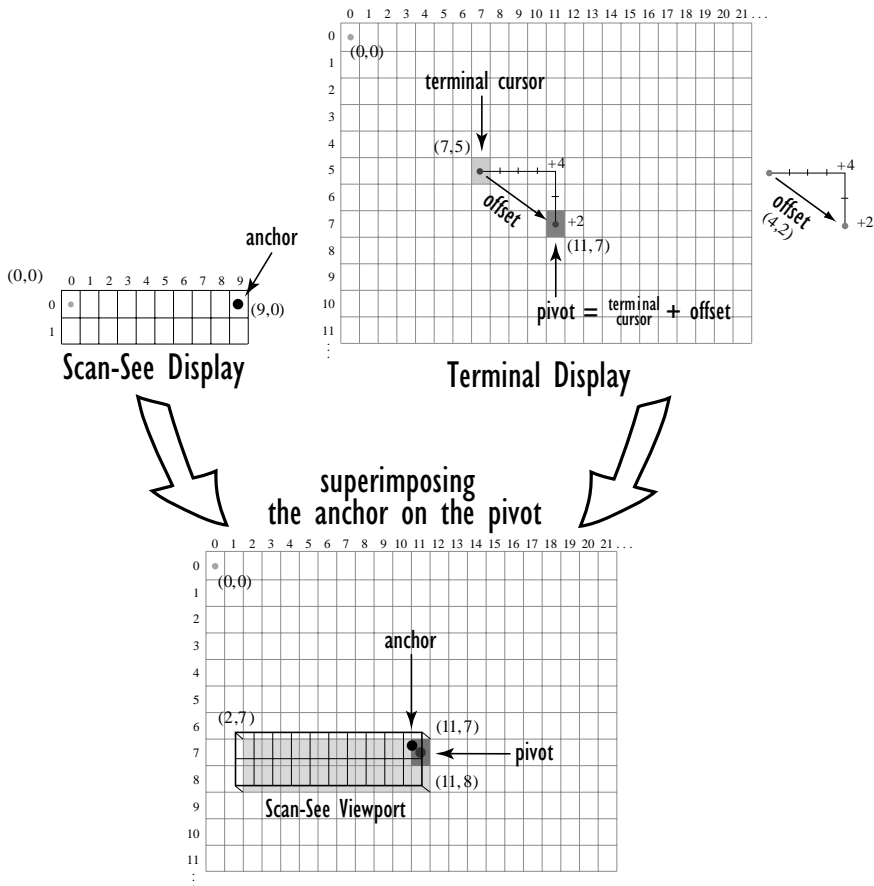 0 1 2 3 4 5 6 7 8 9 10 11 12 13 14 15 16 17 18 19 20 21 . . .
0
(0,0)
1
2
terminal cursor
3
4
(7,5)
5
+4
+4
6
offset
offset
(4,2)
7
+2
+2
(11,7)
8
9
10
pivot = terminal cursor + offset
11
:
Terminal Display
anchor
(0,0)
0 1 2 3 4 5 6 7 8 9
0
(9,0)
1
Scan-See Display
superimposing
the anchor on the pivot
0 1 2 3 4 5 6 7 8 9 10 11 12 13 14 15 16 17 18 19 20 21 . . .
0
(0,0)
1
2
3
anchor
4
5
6
(2,7)
(11,7)
7
pivot
8
(11,8)
9
Scan-See Viewport
10
11
: